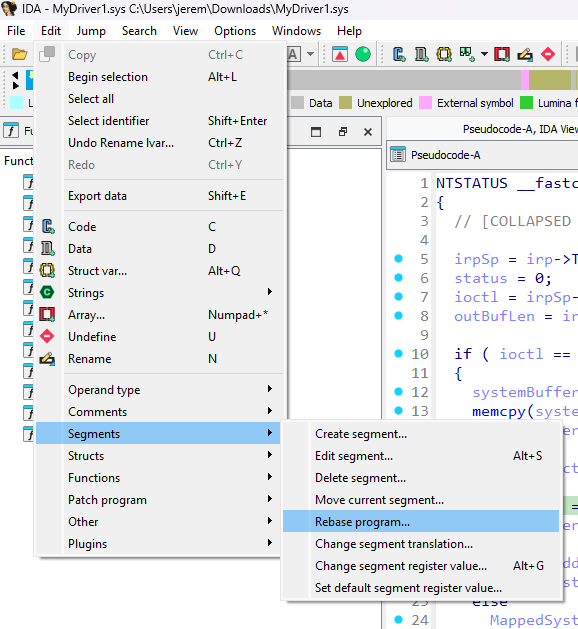 IDA - MyDriver1.sys C:\Users\jerem\Downloads\MyDriver1.sys
File Edit Jump Search View Options Windows Help
Copy Ctrl+C
Begin selection Alt+L
Select all
Select identifier Shift+Enter
Undo Rename lvar... Ctrl+Z
Redo Ctrl+Y
Export data Shift+E
Code C
Data D
Struct var... Alt+Q
Strings
Array... Numpad+*
Undefine U
Rename N
Operand type
Comments
Segments
Structs
Functions
Patch program
Other
Plugins
Create segment...
Edit segment... Alt+S
Delete segment...
Move current segment...
Rebase program...
Change segment translation...
Change segment register value... Alt+G
Set default segment register value...
Data Unexplored External symbol Lumina f
Pseudocode-A, IDA View
Pseudocode-A
1 NTSTATUS __fastc
2 {
3 // [COLLAPSED
4
5 irpSp = irp->T
6 status = 0;
7 ioctl = irpSp-
8 outBufLen = ir
9
10 if ( ioctl ==
11 {
12 systemBuffer
13 memcpy(system
else
24 MappedSyst